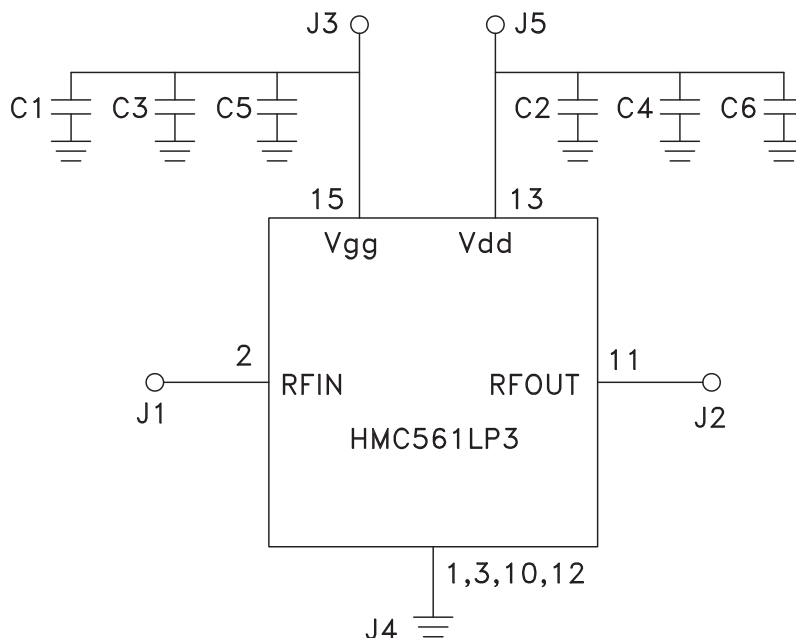 J3 J5
C1 C3 C5 C2 C4 C6
15 13
Vgg Vdd
2 11
RFIN RFOUT
J1 J2
HMC561LP3
1,3,10,12
J4